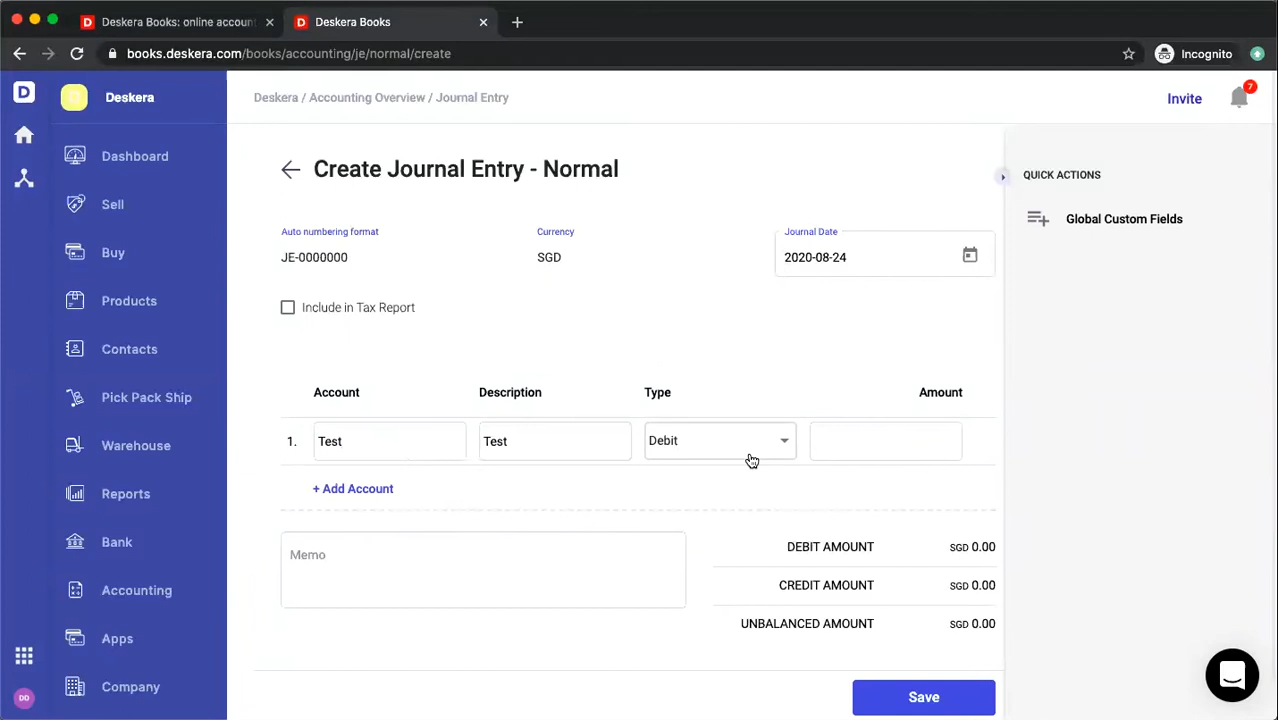 Deskera Books: online accoun
Deskera Books
books.deskera.com/books/accounting/je/normal/create
Incognito
D
Deskera
Deskera / Accounting Overview / Journal Entry
Invite
7
Dashboard
Sell
Buy
Products
Contacts
Pick Pack Ship
Warehouse
Reports
Bank
Accounting
Apps
Company
DD
Create Journal Entry - Normal
QUICK ACTIONS
Global Custom Fields
Auto numbering format
Currency
Journal Date
JE-0000000
SGD
2020-08-24
Include in Tax Report
Account
Description
Type
Amount
1.
Test
Test
Debit
+ Add Account
Memo
DEBIT AMOUNT
SGD 0.00
CREDIT AMOUNT
SGD 0.00
UNBALANCED AMOUNT
SGD 0.00
Save